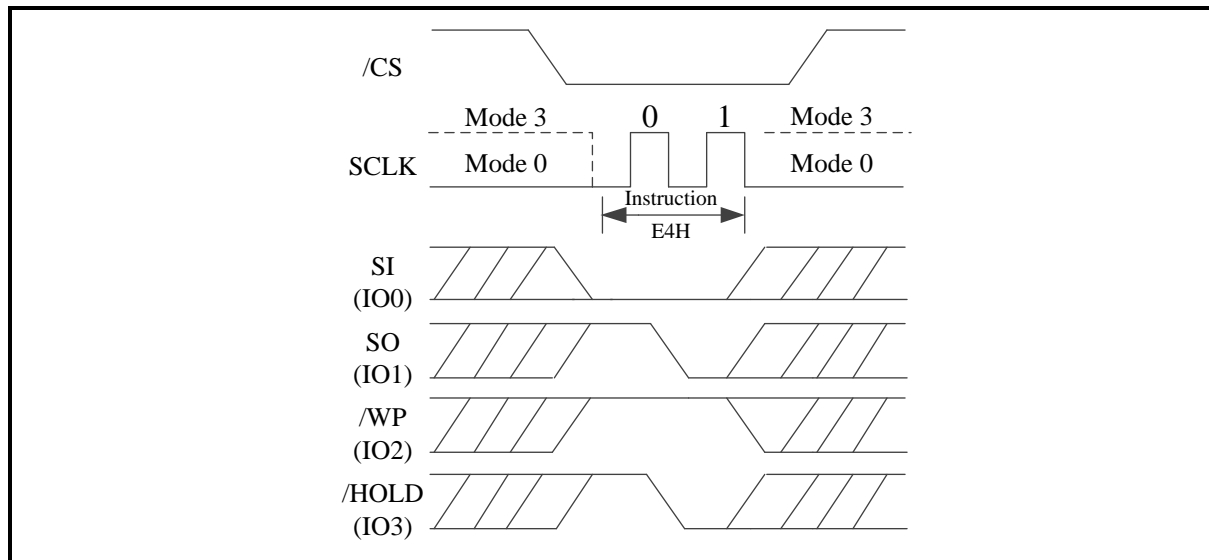 /CS
Mode 3
0
1
Mode 3
SCLK
Mode 0
Mode 0
Instruction
E4H
SI
(IO0)
SO
(IO1)
/WP
(IO2)
/HOLD
(IO3)